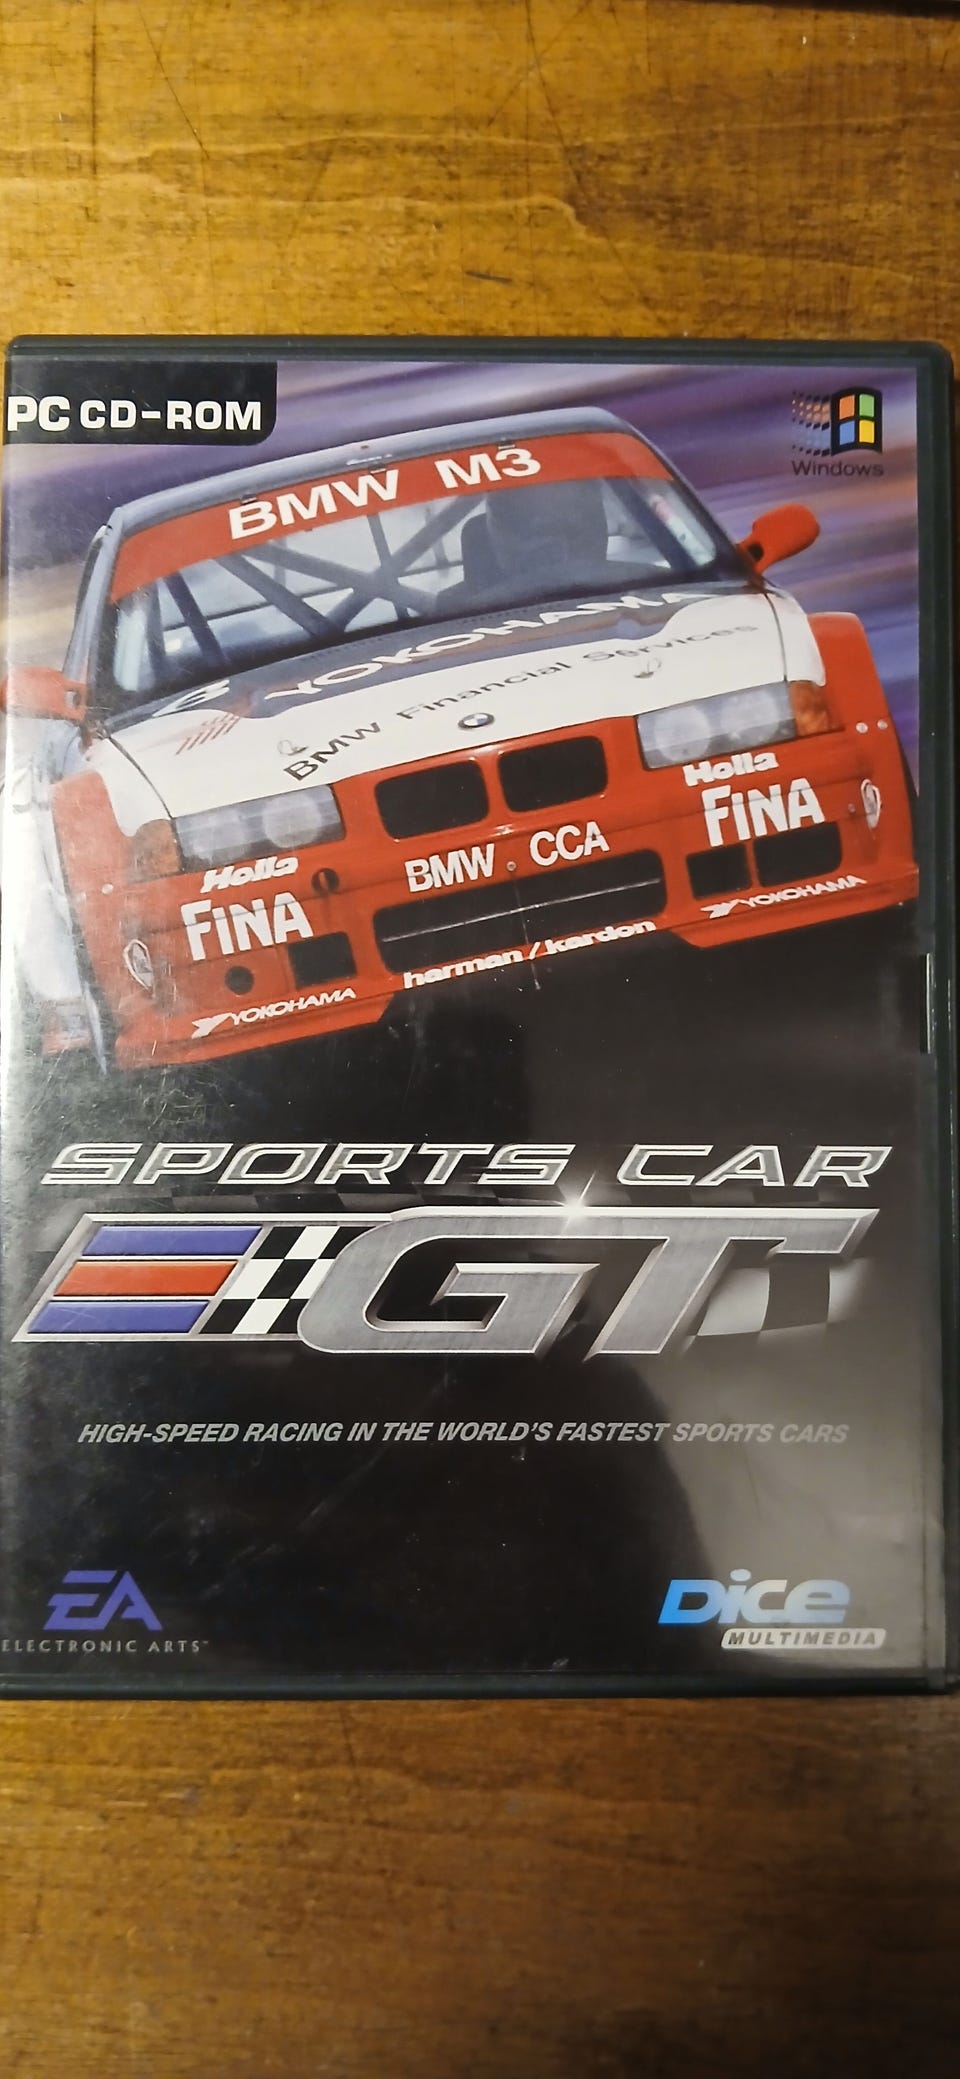 PC CD-ROM
Windows
BMW M3
YOKOHAMA
BMW Financial Services
Hella
FINA
BMW CCA
Hella
FINA
YOKOHAMA
harman/kardon
YOKOHAMA
SPORTS CAR
GT
HIGH-SPEED RACING IN THE WORLD'S FASTEST SPORTS CARS
EA
ELECTRONIC ARTS™
Dice
MULTIMEDIA